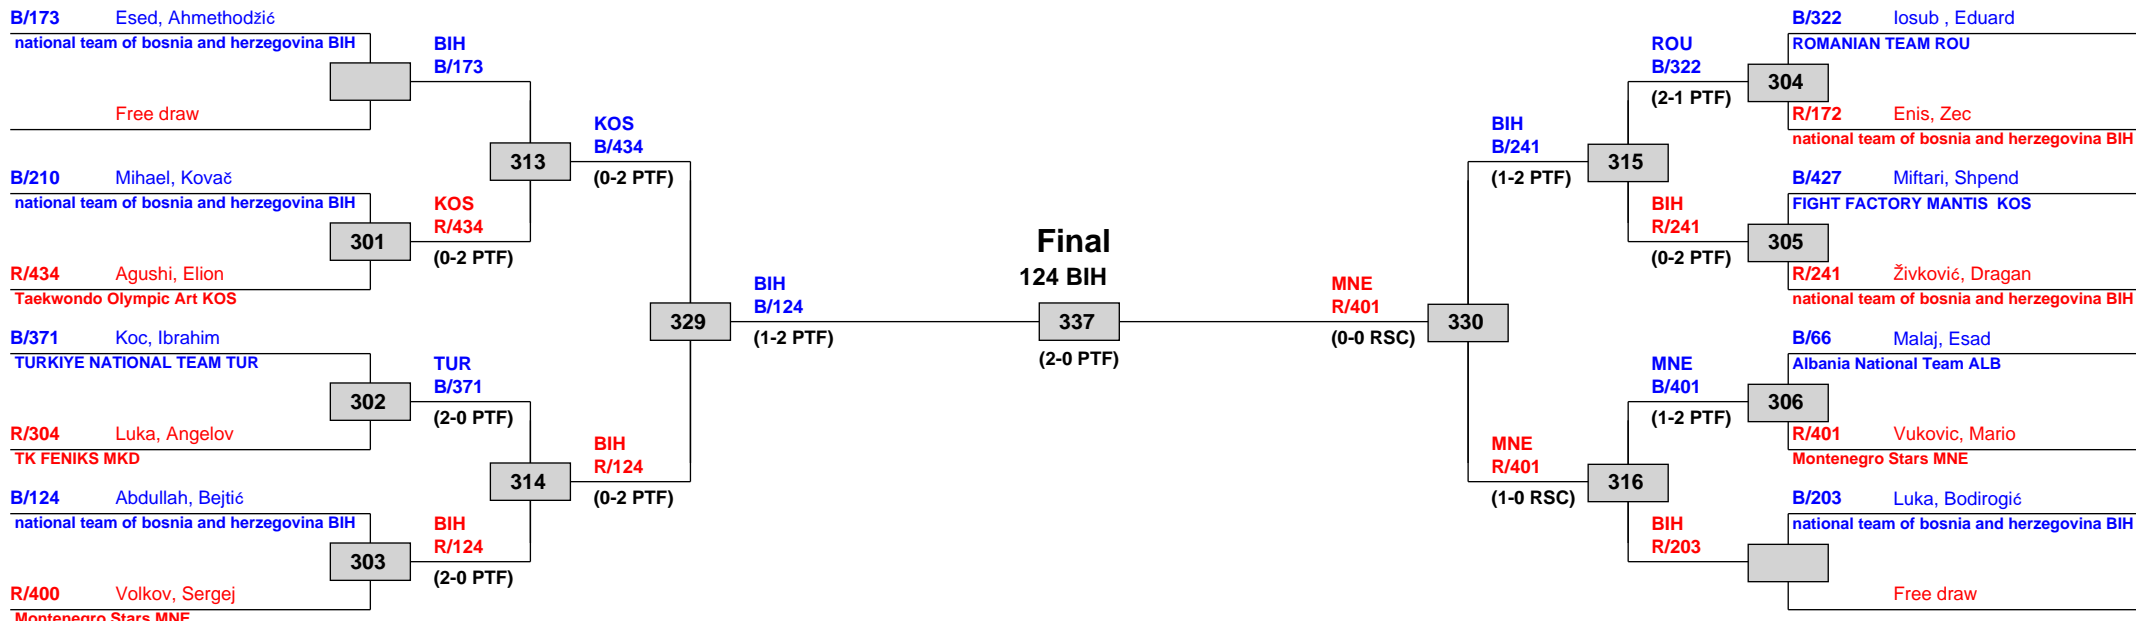 B/173 Esed, Ahmethodžić
national team of bosnia and herzegovina BIH
Free draw
B/210 Mihael, Kovač
national team of bosnia and herzegovina BIH
301
R/434 Agushi, Elion
Taekwondo Olympic Art KOS
B/371 Koc, Ibrahim
TURKIYE NATIONAL TEAM TUR
302
R/304 Luka, Angelov
TK FENIKS MKD
B/124 Abdullah, Bejtić
national team of bosnia and herzegovina BIH
303
R/400 Volkov, Sergej
Montenegro Stars MNE
BIH
B/173
313
KOS
R/434
(0-2 PTF)
TUR
B/371
(2-0 PTF)
314
BIH
R/124
(2-0 PTF)
KOS
B/434
(0-2 PTF)
329
BIH
R/124
(0-2 PTF)
BIH
B/124
(1-2 PTF)
Final
124 BIH
337
(2-0 PTF)
MNE
R/401
(0-0 RSC)
330
BIH
B/241
(1-2 PTF)
315
MNE
R/401
(1-0 RSC)
316
ROU
B/322
(2-1 PTF)
BIH
R/241
(0-2 PTF)
MNE
B/401
(1-2 PTF)
BIH
R/203
B/322 Iosub , Eduard
ROMANIAN TEAM ROU
304
R/172 Enis, Zec
national team of bosnia and herzegovina BIH
B/427 Miftari, Shpend
FIGHT FACTORY MANTIS KOS
305
R/241 Živković, Dragan
national team of bosnia and herzegovina BIH
B/66 Malaj, Esad
Albania National Team ALB
306
R/401 Vukovic, Mario
Montenegro Stars MNE
B/203 Luka, Bodirogić
national team of bosnia and herzegovina BIH
Free draw